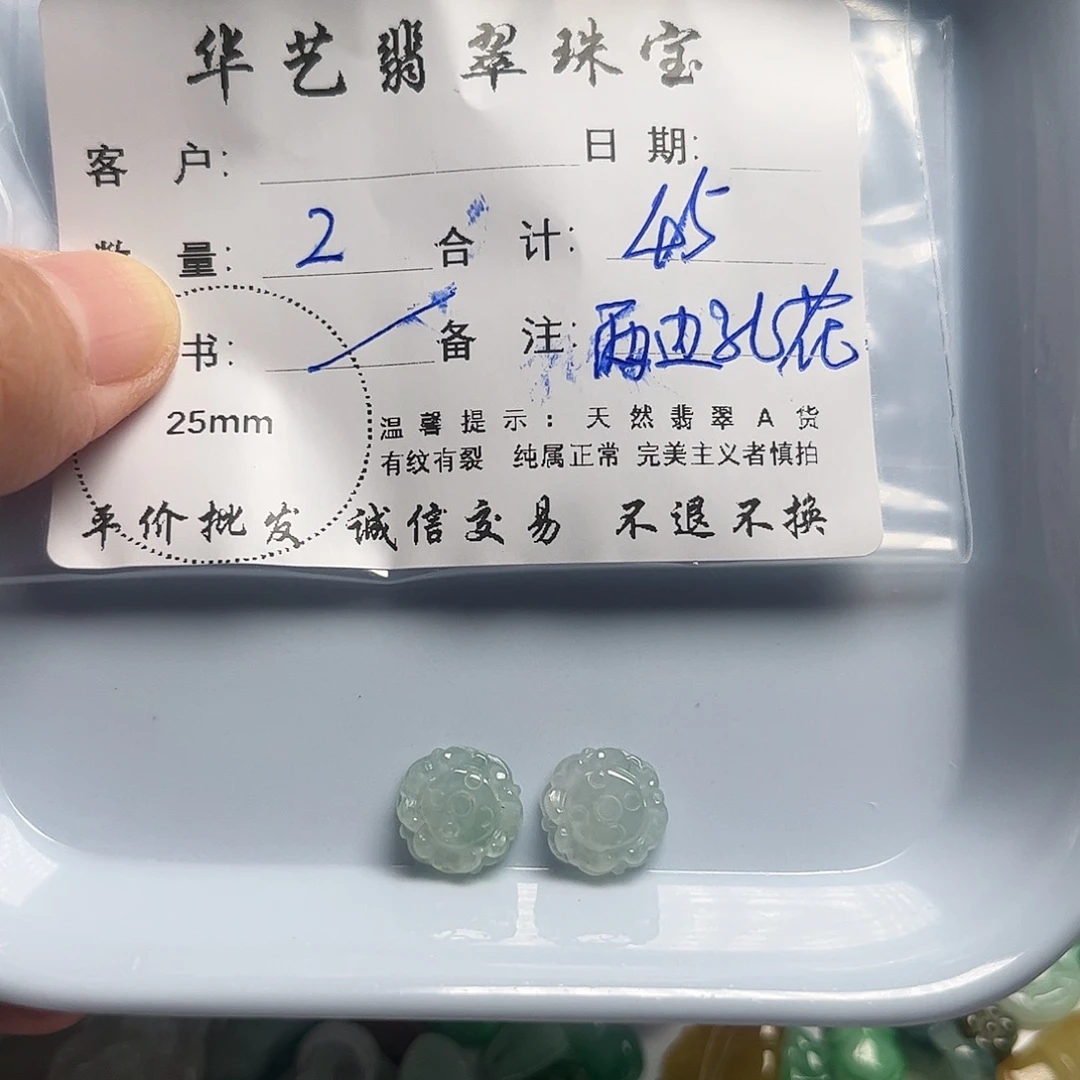 华艺翡翠珠宝
客 户: 日 期:
量: 2 合 计: 45
书: 备 注: 两边孔花
25mm
温馨提示: 天然翡翠A货
有纹有裂 纯属正常 完美主义者慎拍
平价批发 诚信交易 不退不换